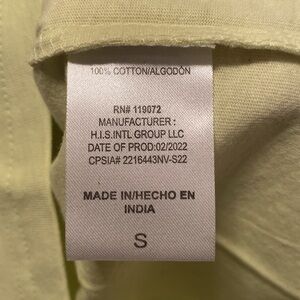 100% COTTON/ALGODÓN
RN# 119072
MANUFACTURER :
H.I.S.INTL GROUP LLC
DATE OF PROD:02/2022
CPSIA# 2216443NV-S22
MADE IN/HECHO EN
INDIA
S